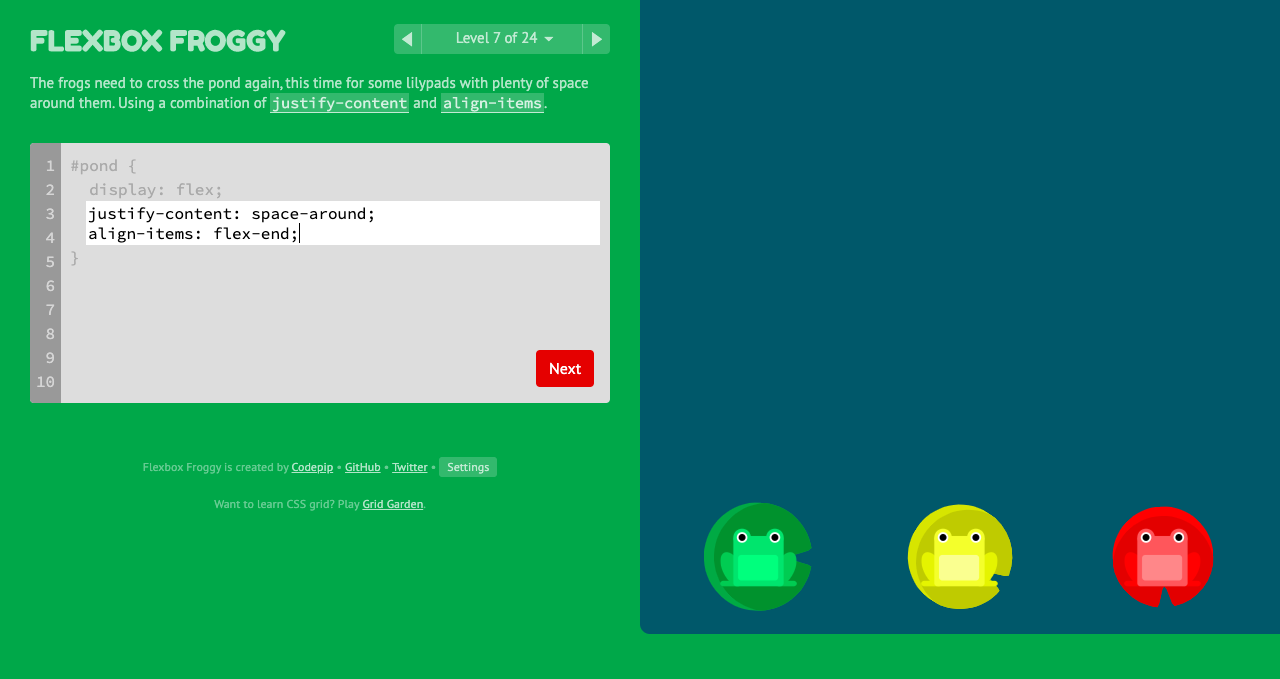 FLEXBOX FROGGY
Level 7 of 24
The frogs need to cross the pond again, this time for some lilypads with plenty of space
around them. Using a combination of justify-content and align-items.
1 #pond {
2 display: flex;
3 justify-content: space-around;
4 align-items: flex-end;
5 }
6
7
8
9
10
Next
Flexbox Froggy is created by Codepip • GitHub • Twitter • Settings
Want to learn CSS grid? Play Grid Garden.